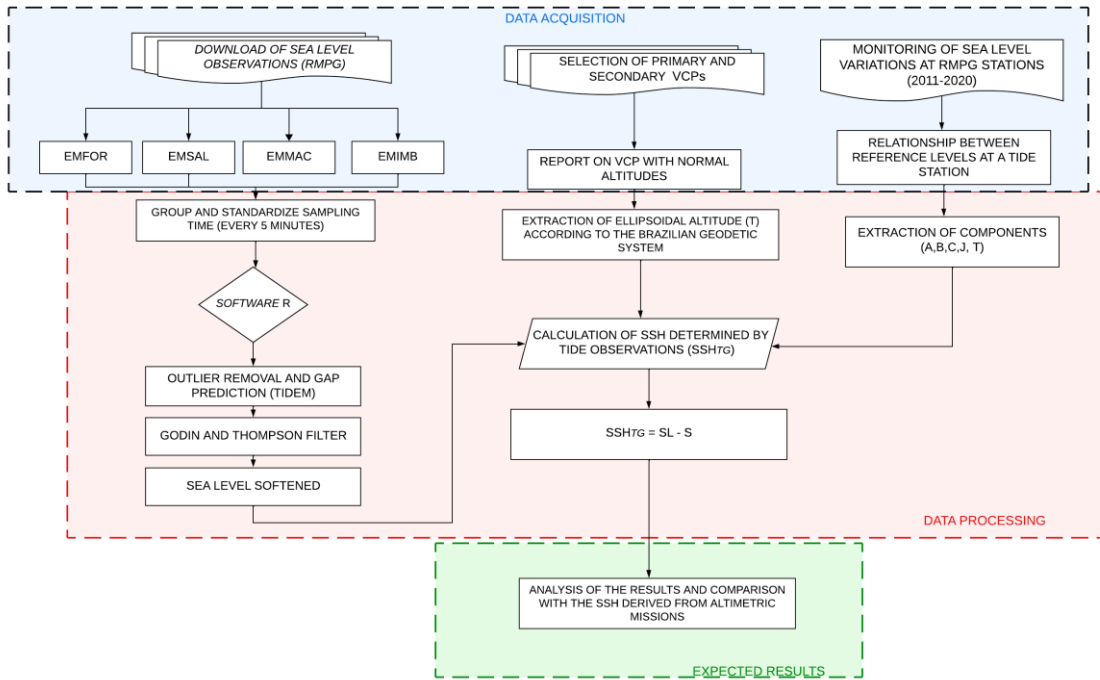 DATA ACQUISITION
DOWNLOAD OF SEA LEVEL
OBSERVATIONS (RMPG)
SELECTION OF PRIMARY AND
SECONDARY VCPs
MONITORING OF SEA LEVEL
VARIATIONS AT RMPG STATIONS
(2011-2020)
EMFOR
EMSAL
EMMAC
EMIMB
REPORT ON VCP WITH NORMAL
ALTITUDES
RELATIONSHIP BETWEEN
REFERENCE LEVELS AT A TIDE
STATION
GROUP AND STANDARDIZE SAMPLING
TIME (EVERY 5 MINUTES)
EXTRACTION OF ELLIPSOIDAL ALTITUDE (T)
ACCORDING TO THE BRAZILIAN GEODETIC
SYSTEM
EXTRACTION OF COMPONENTS
(A,B,C,J, T)
SOFTWARE R
CALCULATION OF SSH DETERMINED BY
TIDE OBSERVATIONS (SSHTG)
OUTLIER REMOVAL AND GAP
PREDICTION (TIDEM)
GODIN AND THOMPSON FILTER
SSHTG = SL - S
SEA LEVEL SOFTENED
DATA PROCESSING
ANALYSIS OF THE RESULTS AND COMPARISON
WITH THE SSH DERIVED FROM ALTIMETRIC
MISSIONS
EXPECTED RESULTS